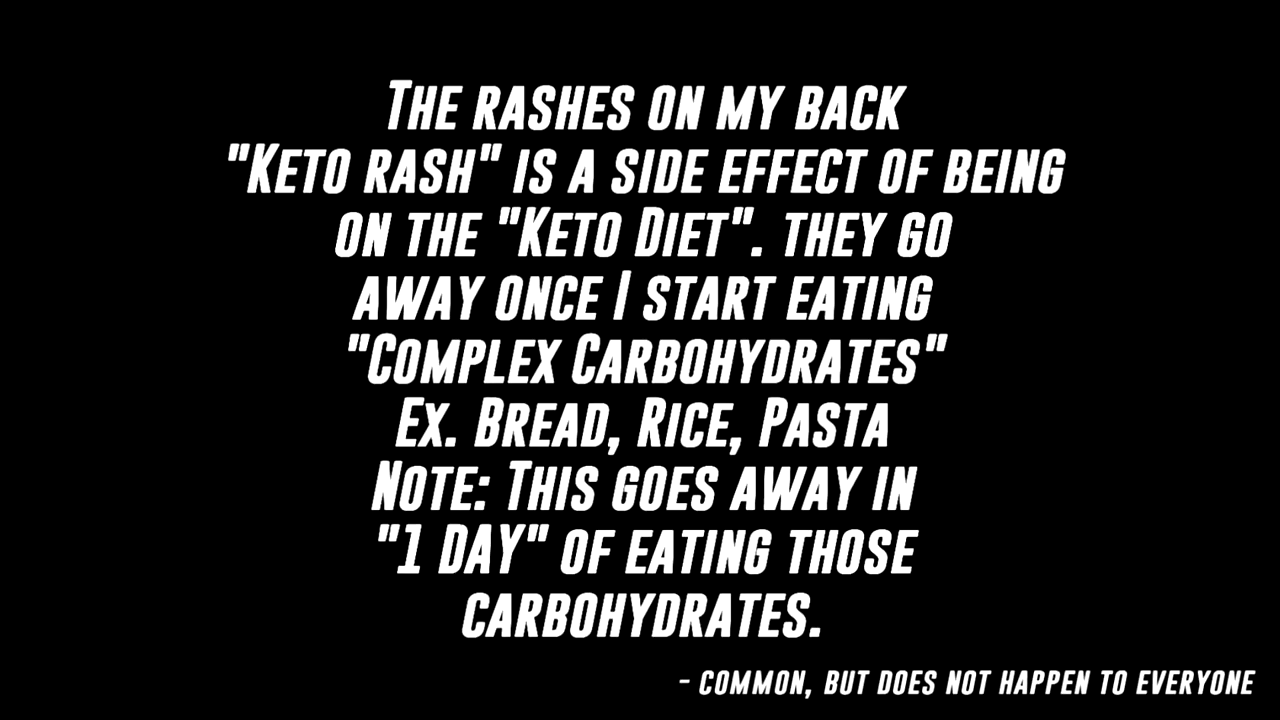 The rashes on my back
"Keto rash" is a side effect of being
on the "Keto Diet". they go
away once I start eating
"Complex Carbohydrates"
Ex. Bread, Rice, Pasta
Note: This goes away in
"1 DAY" of eating those
carbohydrates.
- common, but does not happen to everyone